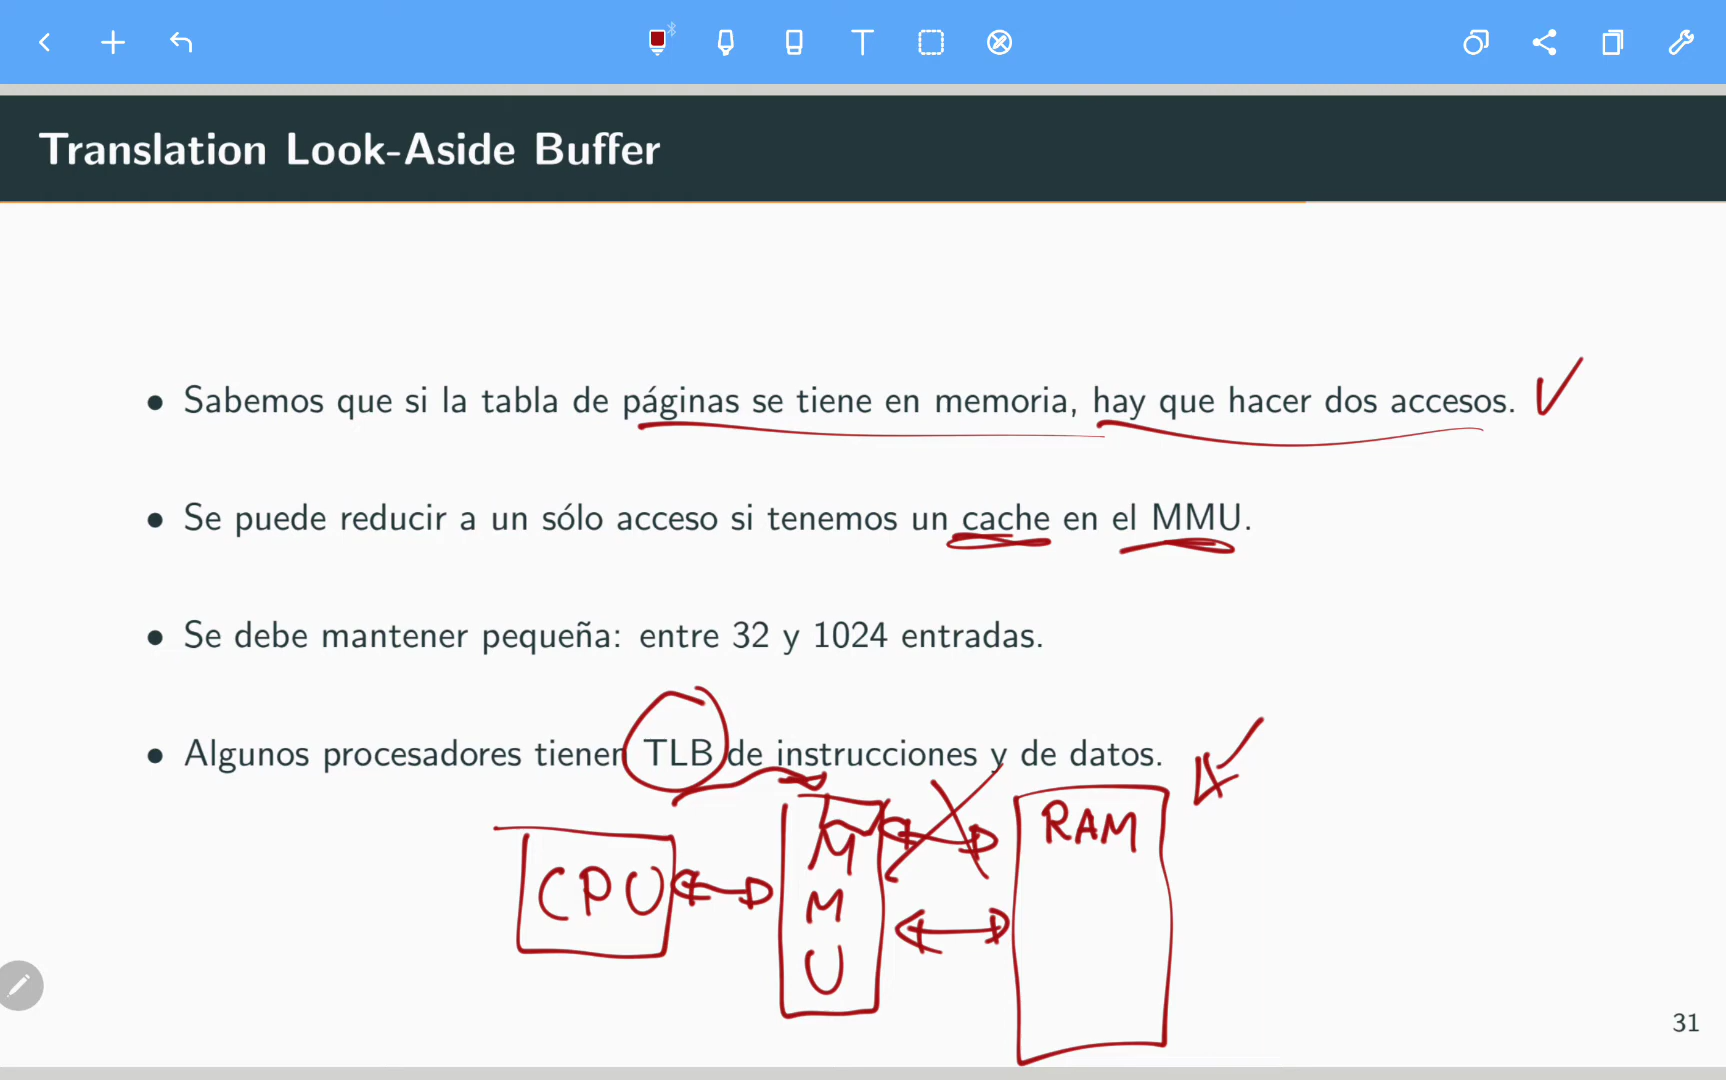 Translation Look-Aside Buffer
• Sabemos que si la tabla de páginas se tiene en memoria, hay que hacer dos accesos.
• Se puede reducir a un sólo acceso si tenemos un cache en el MMU.
• Se debe mantener pequeña: entre 32 y 1024 entradas.
• Algunos procesadores tienen TLB de instrucciones y de datos.
CPU
M
M
U
RAM
31